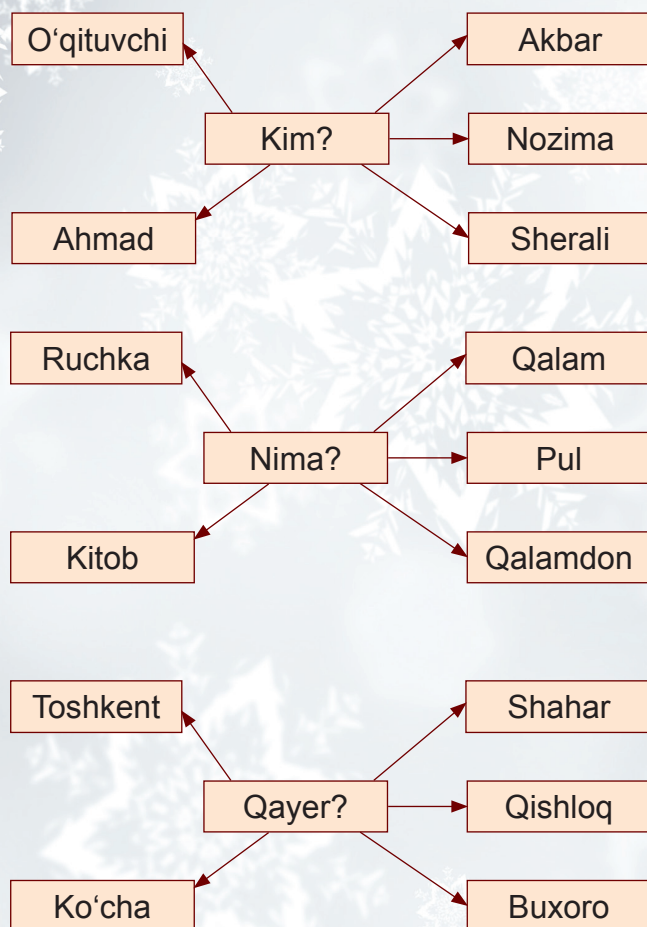 O‘qituvchi
Akbar
Kim?
Nozima
Ahmad
Sherali
Ruchka
Qalam
Nima?
Pul
Kitob
Qalamdon
Toshkent
Shahar
Qayer?
Qishloq
Ko‘cha
Buxoro